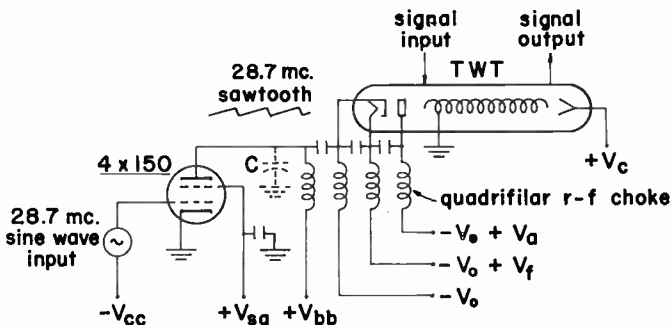 signal
input
signal
output
28.7 mc.
sawtooth
TWT
4 x 150
C
+Vc
quadrifilar r-f choke
28.7 mc.
sine wave
input
~
-Ve + Va
-Vo + Vf
-Vo
-Vcc
+Vsg
+Vbb